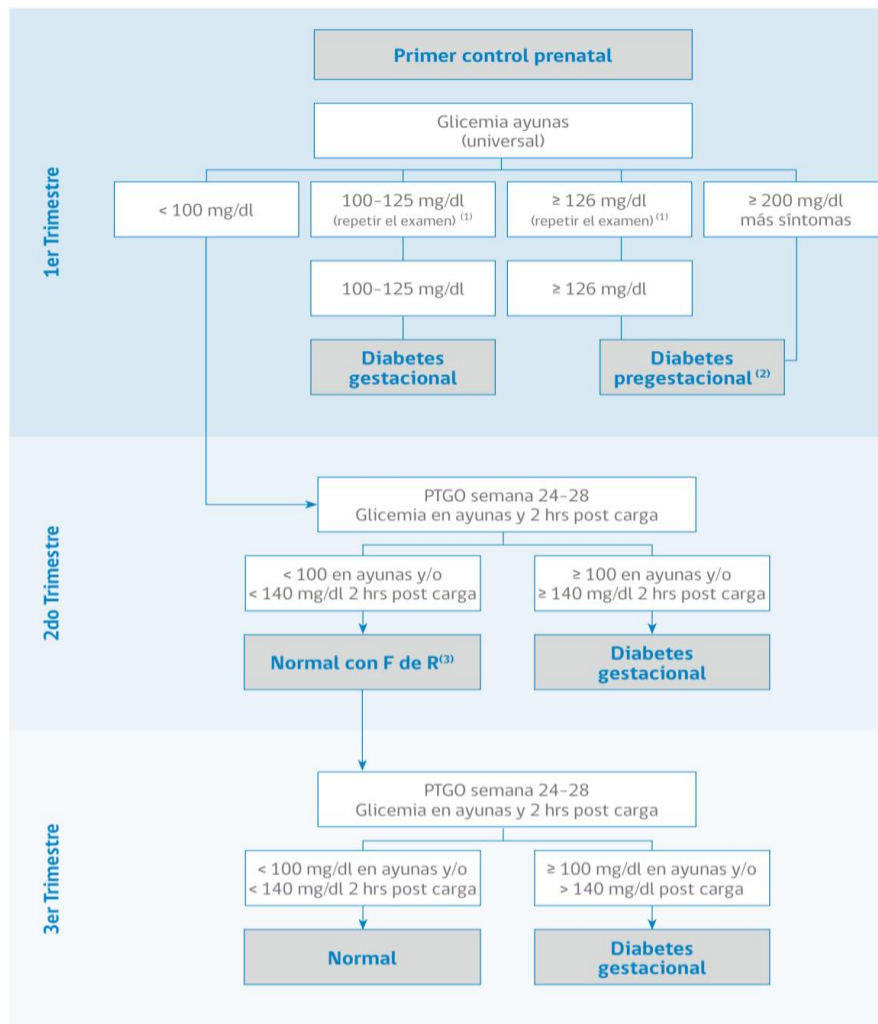 Primer control prenatal
Glicemia ayunas
(universal)
1er Trimestre
< 100 mg/dl
100-125 mg/dl
(repetir el examen) (1)
≥ 126 mg/dl
(repetir el examen) (1)
≥ 200 mg/dl
más síntomas
100-125 mg/dl
≥ 126 mg/dl
Diabetes
gestacional
Diabetes
pregestacional (2)
2do Trimestre
PTGO semana 24-28
Glicemia en ayunas y 2 hrs post carga
< 100 en ayunas y/o
< 140 mg/dl 2 hrs post carga
≥ 100 en ayunas y/o
≥ 140 mg/dl 2 hrs post carga
Normal con F de R(3)
Diabetes
gestacional
3er Trimestre
PTGO semana 24-28
Glicemia en ayunas y 2 hrs post carga
< 100 mg/dl en ayunas y/o
< 140 mg/dl 2 hrs post carga
≥ 100 mg/dl en ayunas y/o
> 140 mg/dl post carga
Normal
Diabetes
gestacional